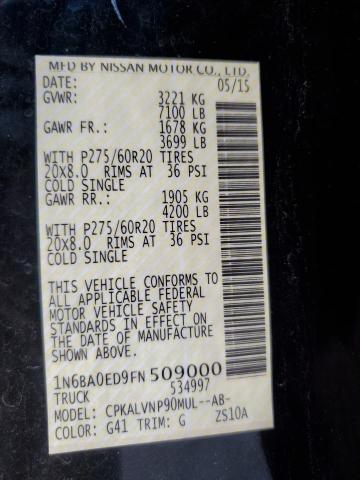 MFD BY NISSAN MOTOR CO., LTD.
DATE: 05/15
GVWR: 3221 KG
7100 LB
GAWR FR.: 1678 KG
3699 LB
WITH P275/60R20 TIRES
20X8.0 RIMS AT 36 PSI
COLD SINGLE
GAWR RR.: 1905 KG
4200 LB
WITH P275/60R20 TIRES
20X8.0 RIMS AT 36 PSI
COLD SINGLE
THIS VEHICLE CONFORMS TO
ALL APPLICABLE FEDERAL
MOTOR VEHICLE SAFETY
STANDARDS IN EFFECT ON
THE DATE OF MANUFACTURE
SHOWN ABOVE.
1N6BA0ED9FN509000
TRUCK 534997
MODEL: CPKALVNP90MUL--AB-
COLOR: G41 TRIM: G ZS10A